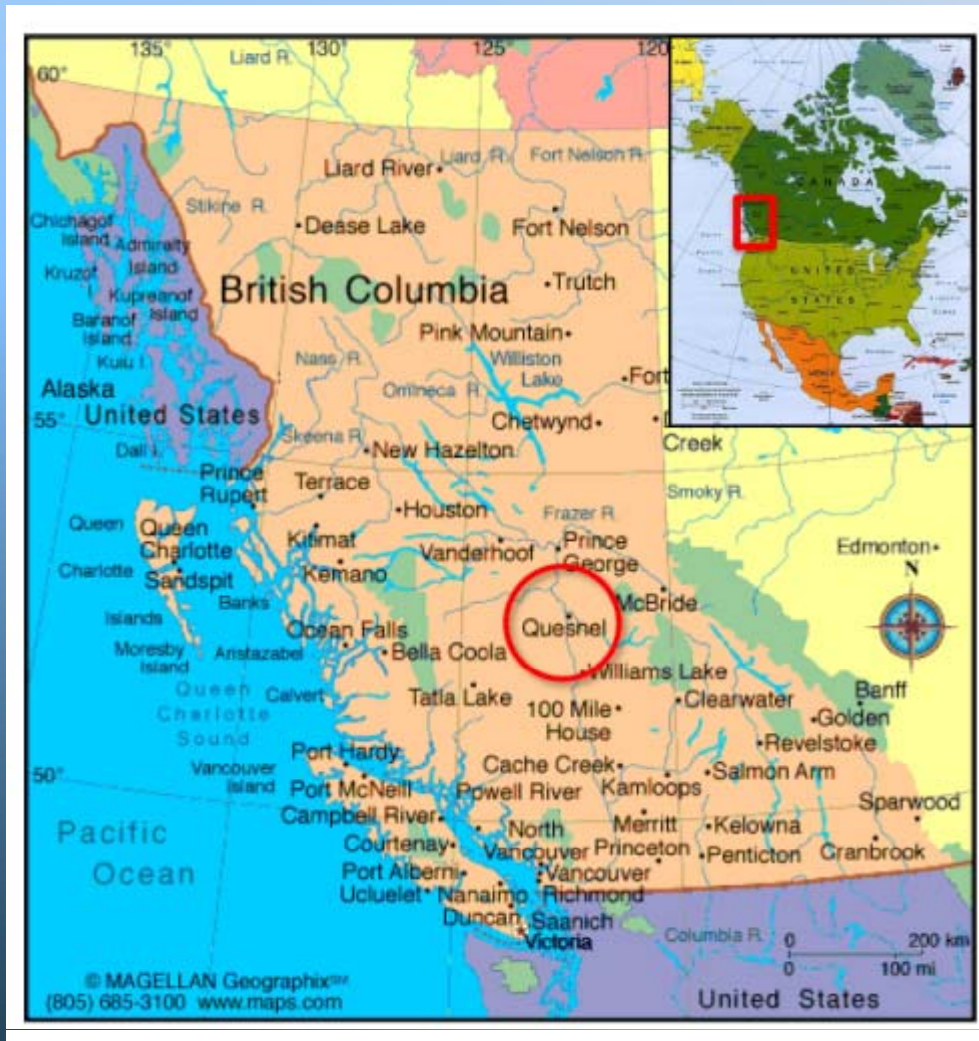 135°
130°
125°
120
60°
Liard R.
Liard River
Liard R.
Fort Nelson R.
Stikine R.
Dease Lake
Fort Nelson
Chichagof
Island
Admiralty
Island
Kruzof
Kupreanof
Island
Baranof
Island
Kuiu I.
British Columbia
Trutch
Pink Mountain
Nass R.
Williston
Lake
Omineca R.
Fort
Alaska
55°
United States
Chetwynd
Creek
Dall I.
Skeena R.
New Hazelton
Prince
Rupert
Terrace
Smoky R.
Houston
Frazer R.
Queen
Queen
Charlotte
Kitimat
Vanderhoof
Prince
George
Edmonton
Charlotte
Sandspit
Kemano
N
Banks
McBride
Islands
Quesnel
Ocean Falls
Moresby
Island
Aristazabel
Bella Coola
Williams Lake
Queen
Charlotte
Sound
Calvert
Tatla Lake
Clearwater
Banff
100 Mile
House
Golden
Revelstoke
Port Hardy
50°
Vancouver
Island
Cache Creek
Salmon Arm
Port McNeill
Powell River
Kamloops
Sparwood
Campbell River
Pacific
Ocean
North
Vancouver
Merritt
Kelowna
Courtenay
Princeton
Penticton
Cranbrook
Port Alberni
Vancouver
Ucluelet
Nanaimo
Richmond
Duncan
Saanich
Victoria
Columbia R.
0
200 km
0
100 mi
© MAGELLAN Geographix
(805) 685-3100 www.maps.com
United States
CANADA
UNITED
STATES
MEXICO